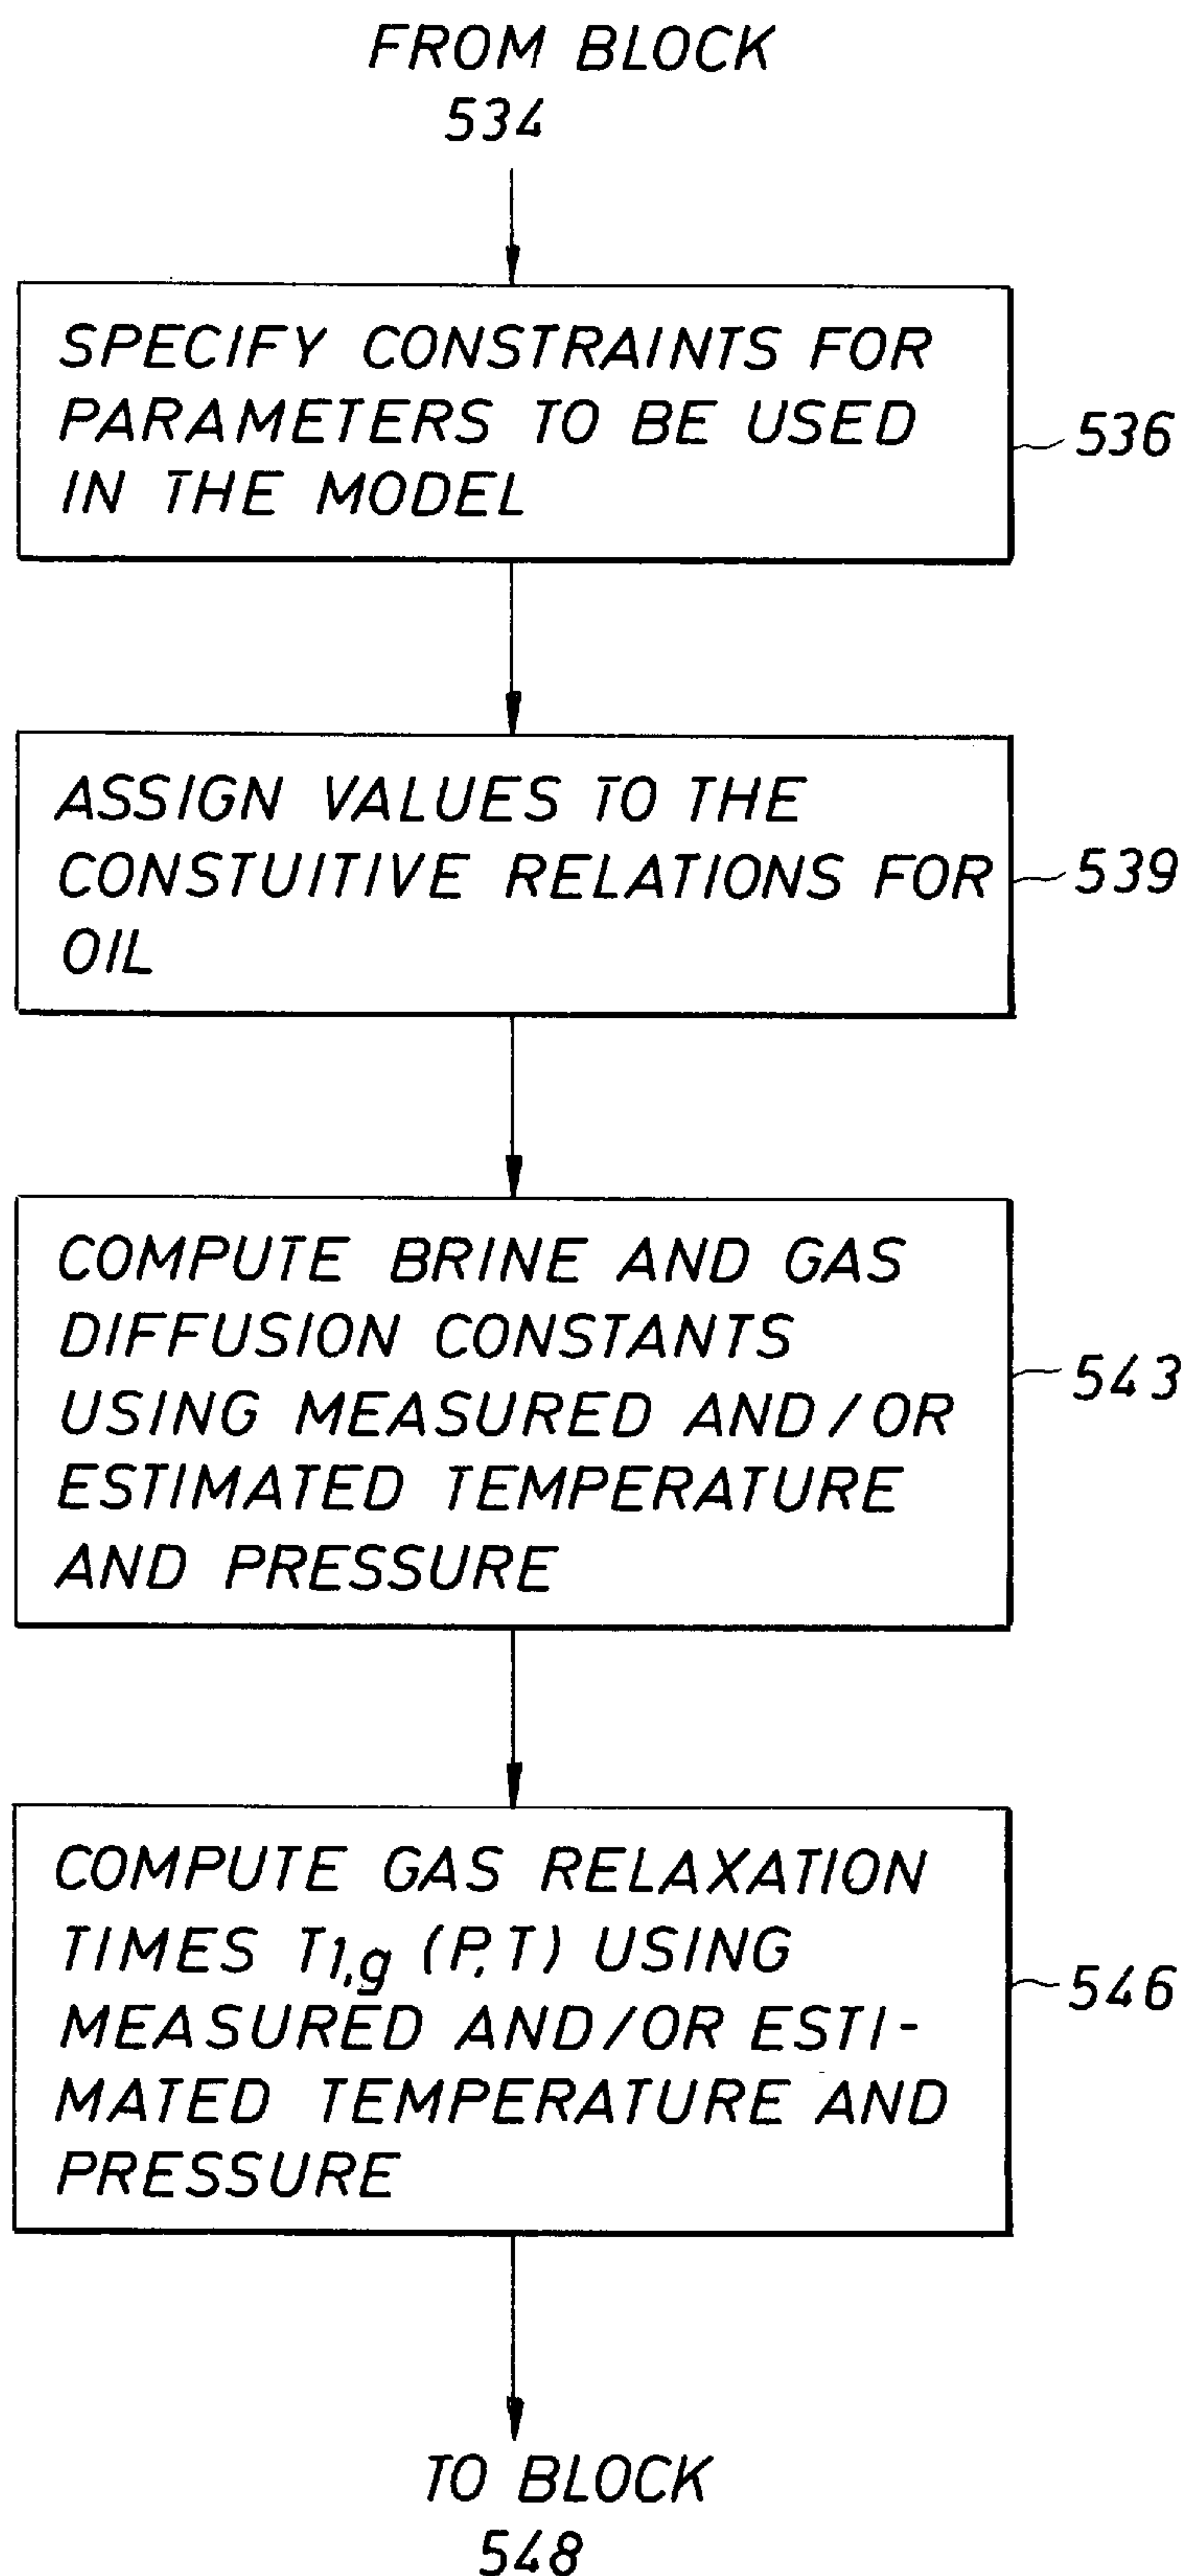 FROM BLOCK
534
SPECIFY CONSTRAINTS FOR
PARAMETERS TO BE USED
IN THE MODEL
536
ASSIGN VALUES TO THE
CONSTUITIVE RELATIONS FOR
OIL
539
COMPUTE BRINE AND GAS
DIFFUSION CONSTANTS
USING MEASURED AND/OR
ESTIMATED TEMPERATURE
AND PRESSURE
543
COMPUTE GAS RELAXATION
TIMES T1,g (P,T) USING
MEASURED AND/OR ESTI-
MATED TEMPERATURE AND
PRESSURE
546
TO BLOCK
548